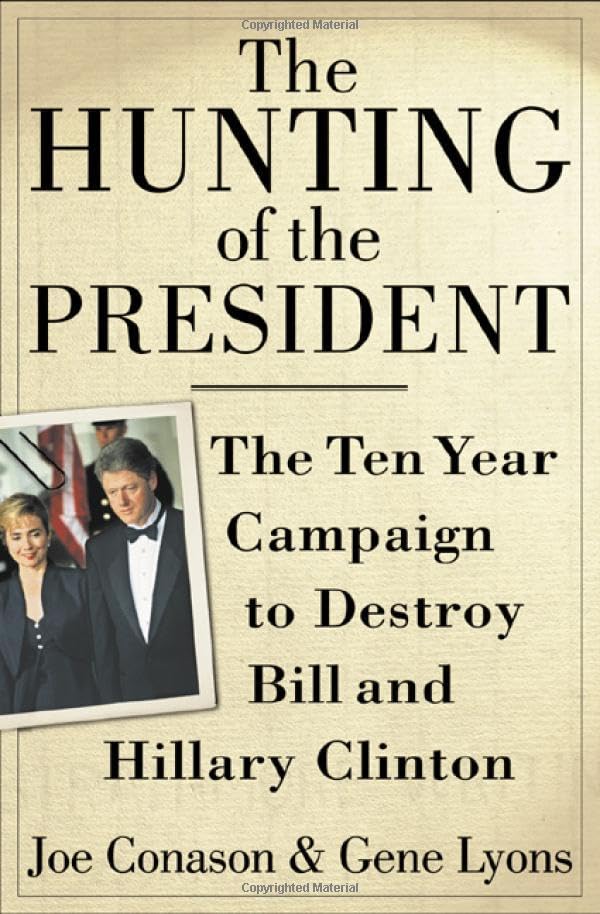 Copyrighted Material
The
HUNTING
of the
PRESIDENT
The Ten Year
Campaign
to Destroy
Bill and
Hillary Clinton
Joe Conason & Gene Lyons
Copyrighted Material